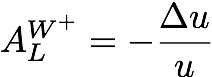 $A_L^{W^+} = -\frac{\Delta u}{u}$